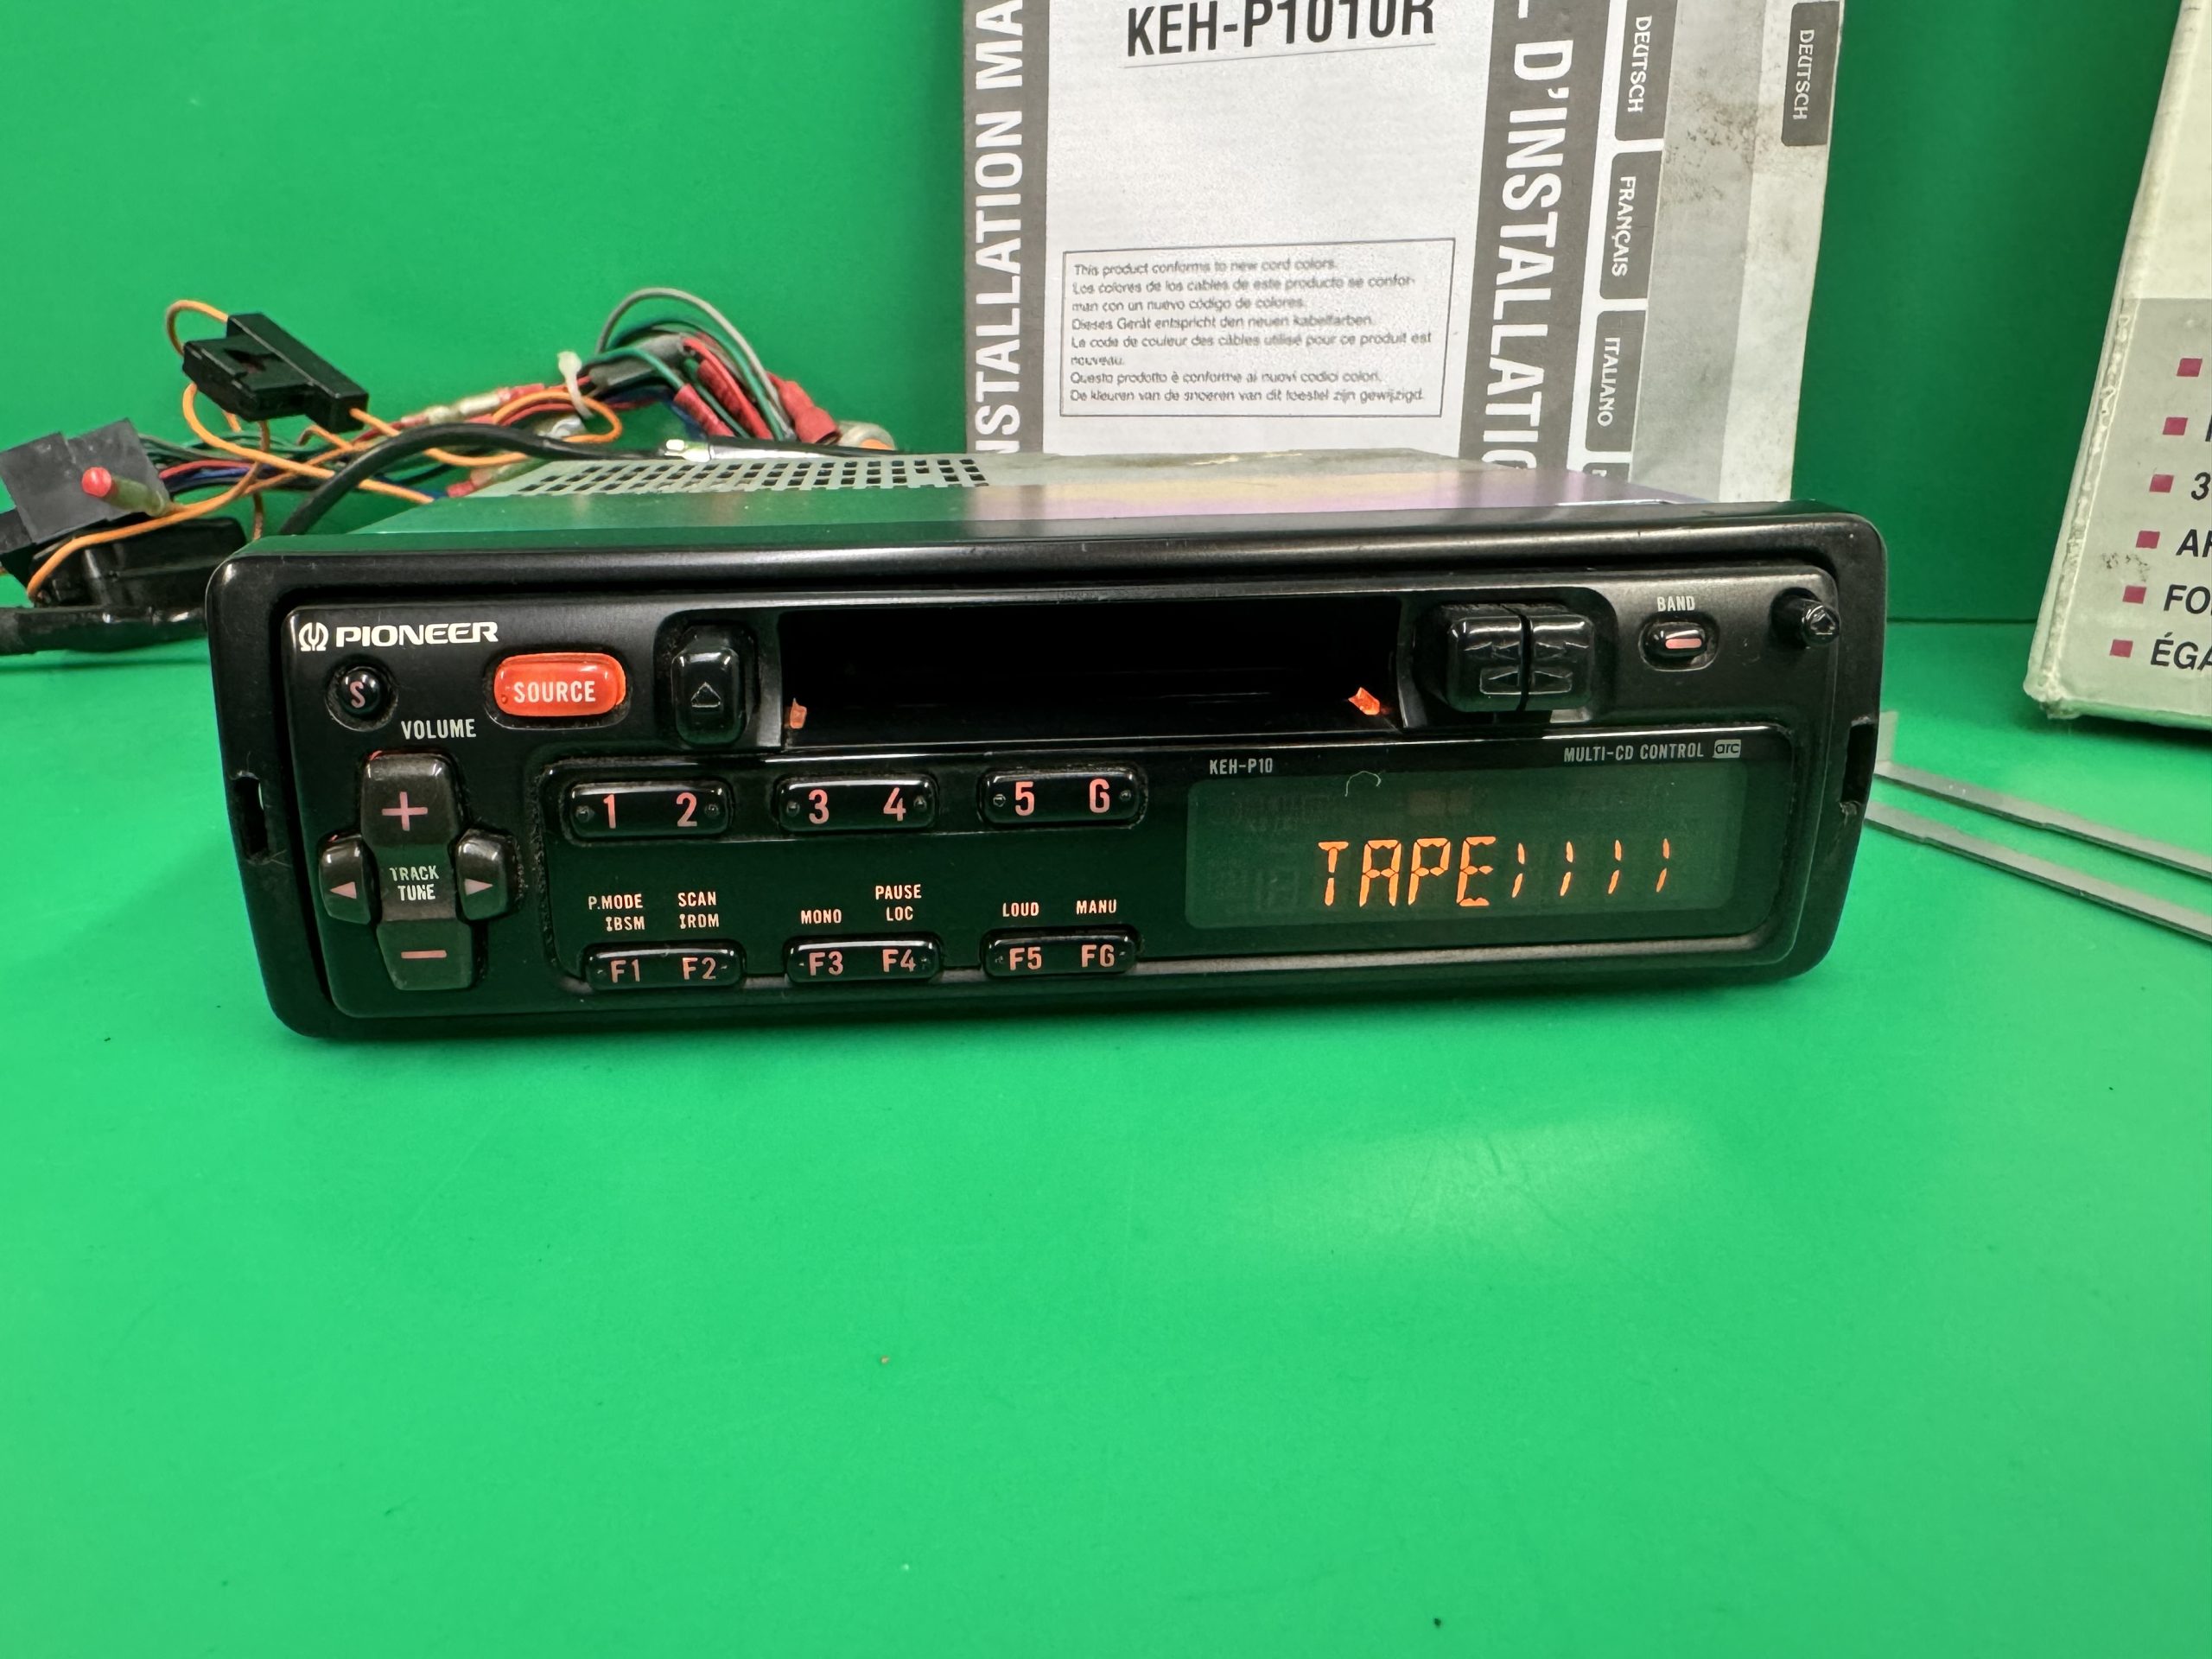 KEH-P1010R
INSTALLATION MA
L D'INSTALLATIO
DEUTSCH
FRANÇAIS
ITALIANO
DEUTSCH
This product conforms to new cord colors.
Los colores de los cables de este producto se confor-
man con un nuevo código de colores.
Dieses Gerät entspricht den neuen kabelfarben.
Le code de couleur des câbles utilisé pour ce produit est
nouveau.
Questo prodotto è conforme ai nuovi codici colori.
De kleuren van de snoeren van dit toestel zijn gewijzigd.
3
FO
ÉGA
PIONEER
S
SOURCE
VOLUME
BAND
KEH-P10
MULTI-CD CONTROL arc
+
1 2 3 4 5 6
TRACK
TUNE
TAPE
P.MODE
BSM
SCAN
RDM
MONO
PAUSE
LOC
LOUD
MANU
−
F1 F2 F3 F4 F5 F6